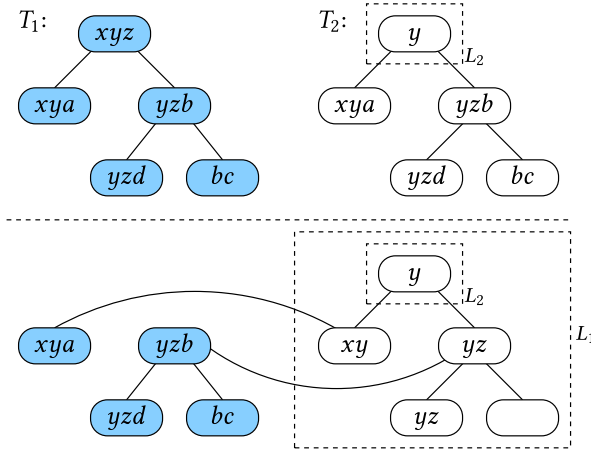 T₁: xyz T₂: y
L₂
xya yzb xya yzb
yzd bc yzd bc
y
L₂
xya yzb xy yz L₁
yzd bc yz